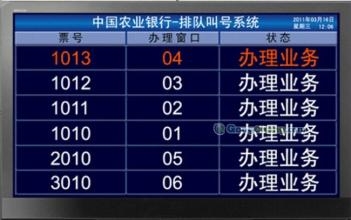 中国农业银行-排队叫号系统
2011年03月16日
星期三 12:06
票号 办理窗口 状态
1013 04 办理业务
1012 03 办理业务
1011 02 办理业务
1010 01 办理业务
2010 05 办理业务
3010 06 办理业务